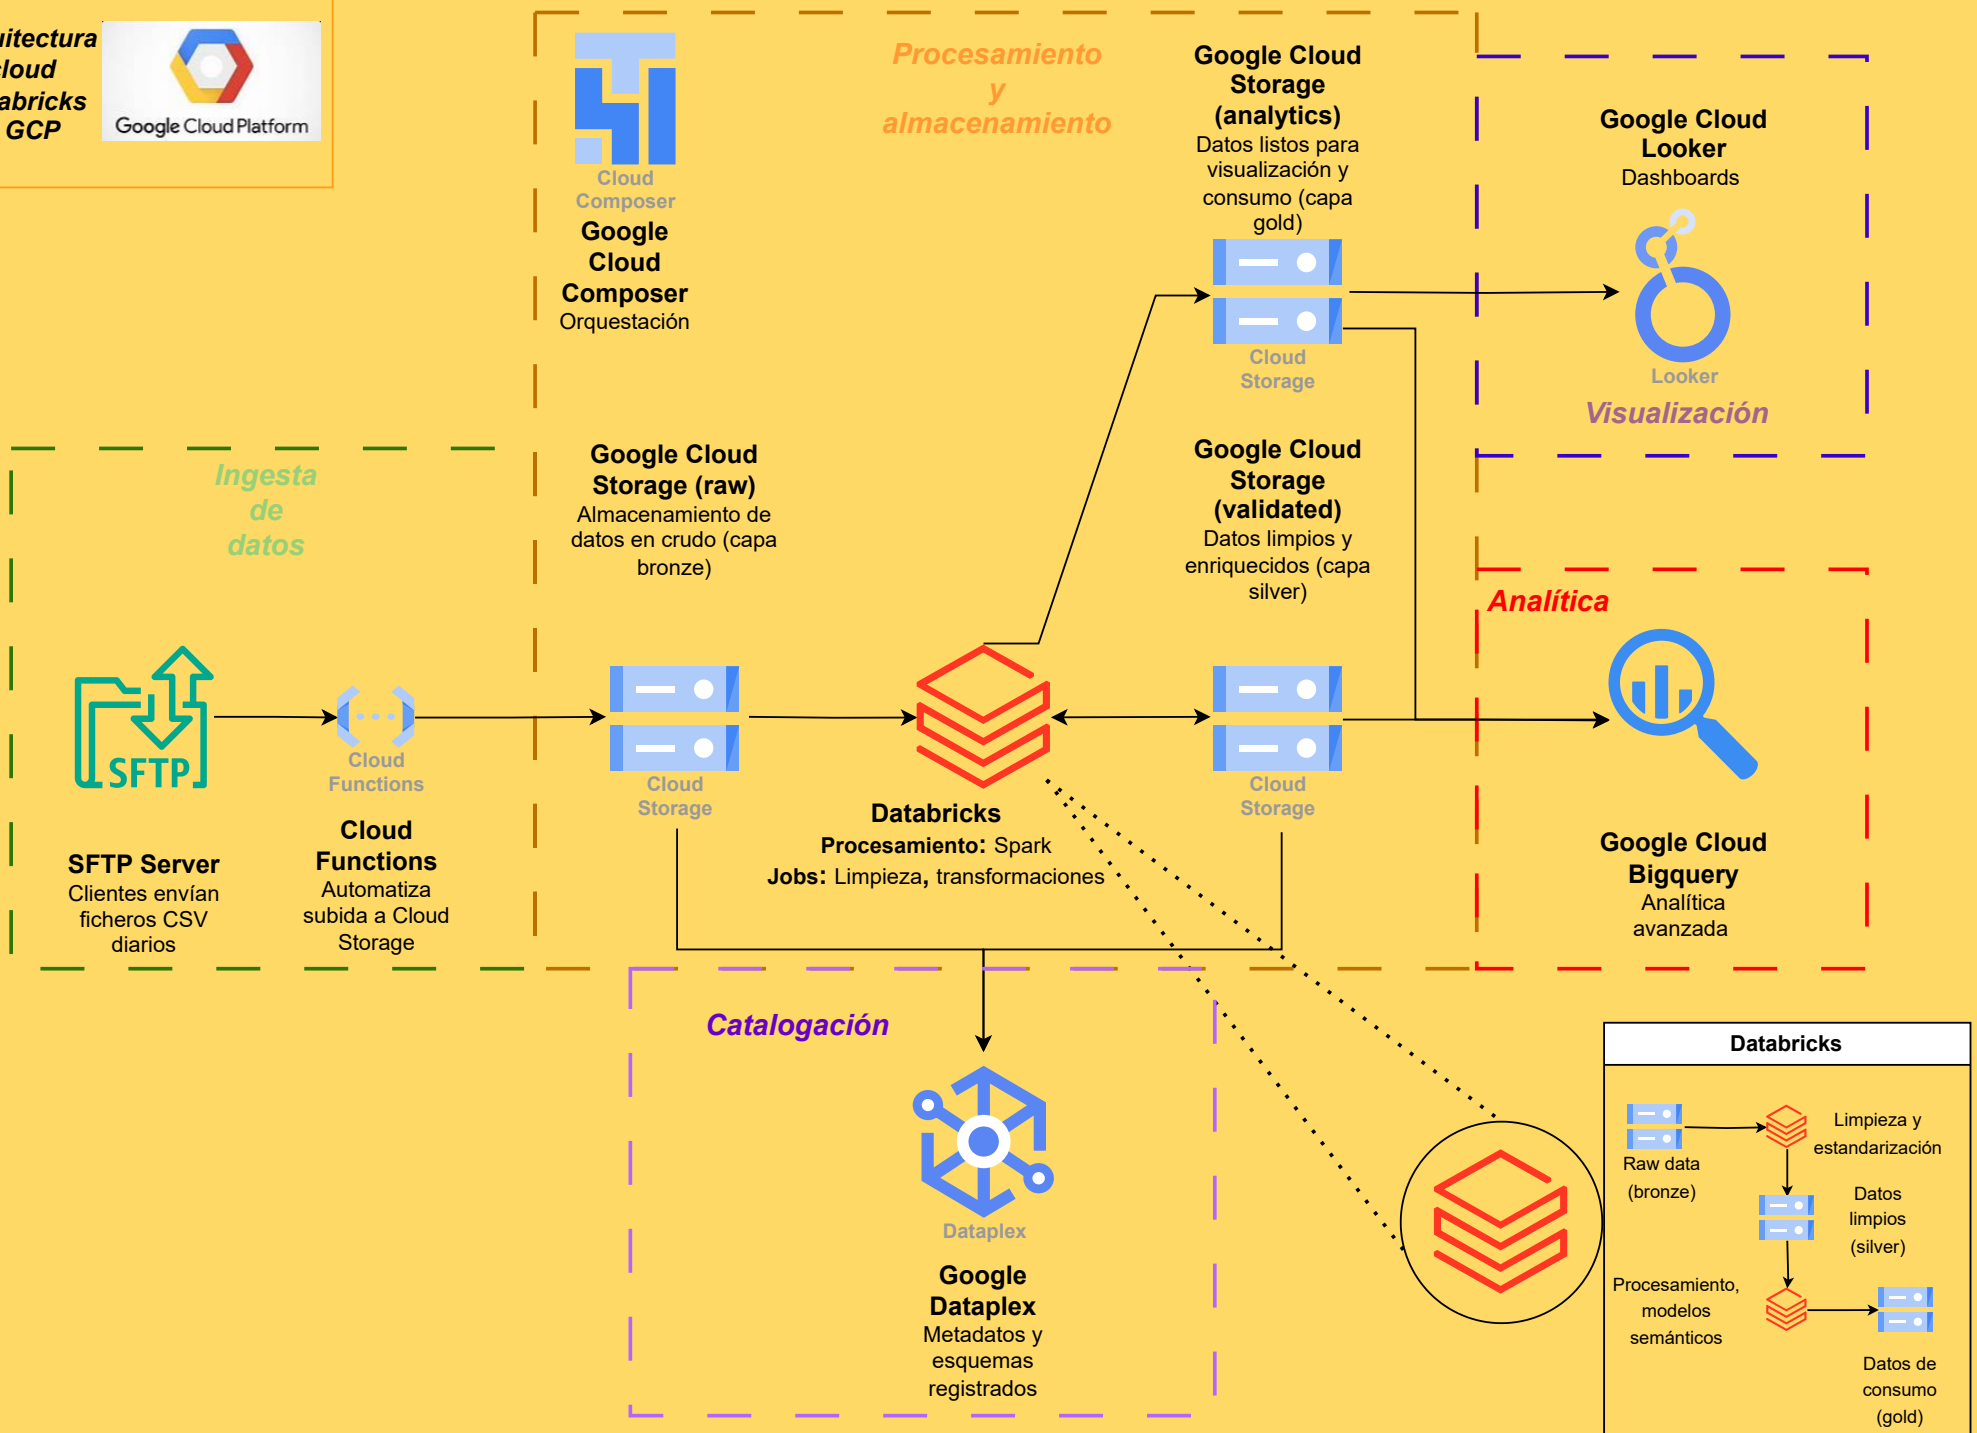 uitectura
cloud
abricks
GCP
Google Cloud Platform
Procesamiento
y
almacenamiento
Cloud
Composer
Google
Cloud
Composer
Orquestación
Google Cloud
Storage
(analytics)
Datos listos para
visualización y
consumo (capa
gold)
Cloud
Storage
Google Cloud
Looker
Dashboards
Looker
Visualización
Ingesta
de
datos
SFTP
SFTP Server
Clientes envían
ficheros CSV
diarios
Cloud
Functions
Cloud
Functions
Automatiza
subida a Cloud
Storage
Google Cloud
Storage (raw)
Almacenamiento de
datos en crudo (capa
bronze)
Cloud
Storage
Databricks
Procesamiento: Spark
Jobs: Limpieza, transformaciones
Google Cloud
Storage
(validated)
Datos limpios y
enriquecidos (capa
silver)
Cloud
Storage
Analítica
Google Cloud
Bigquery
Analítica
avanzada
Catalogación
Dataplex
Google
Dataplex
Metadatos y
esquemas
registrados
Databricks
Raw data
(bronze)
Limpieza y
estandarización
Datos
limpios
(silver)
Procesamiento,
modelos
semánticos
Datos de
consumo
(gold)